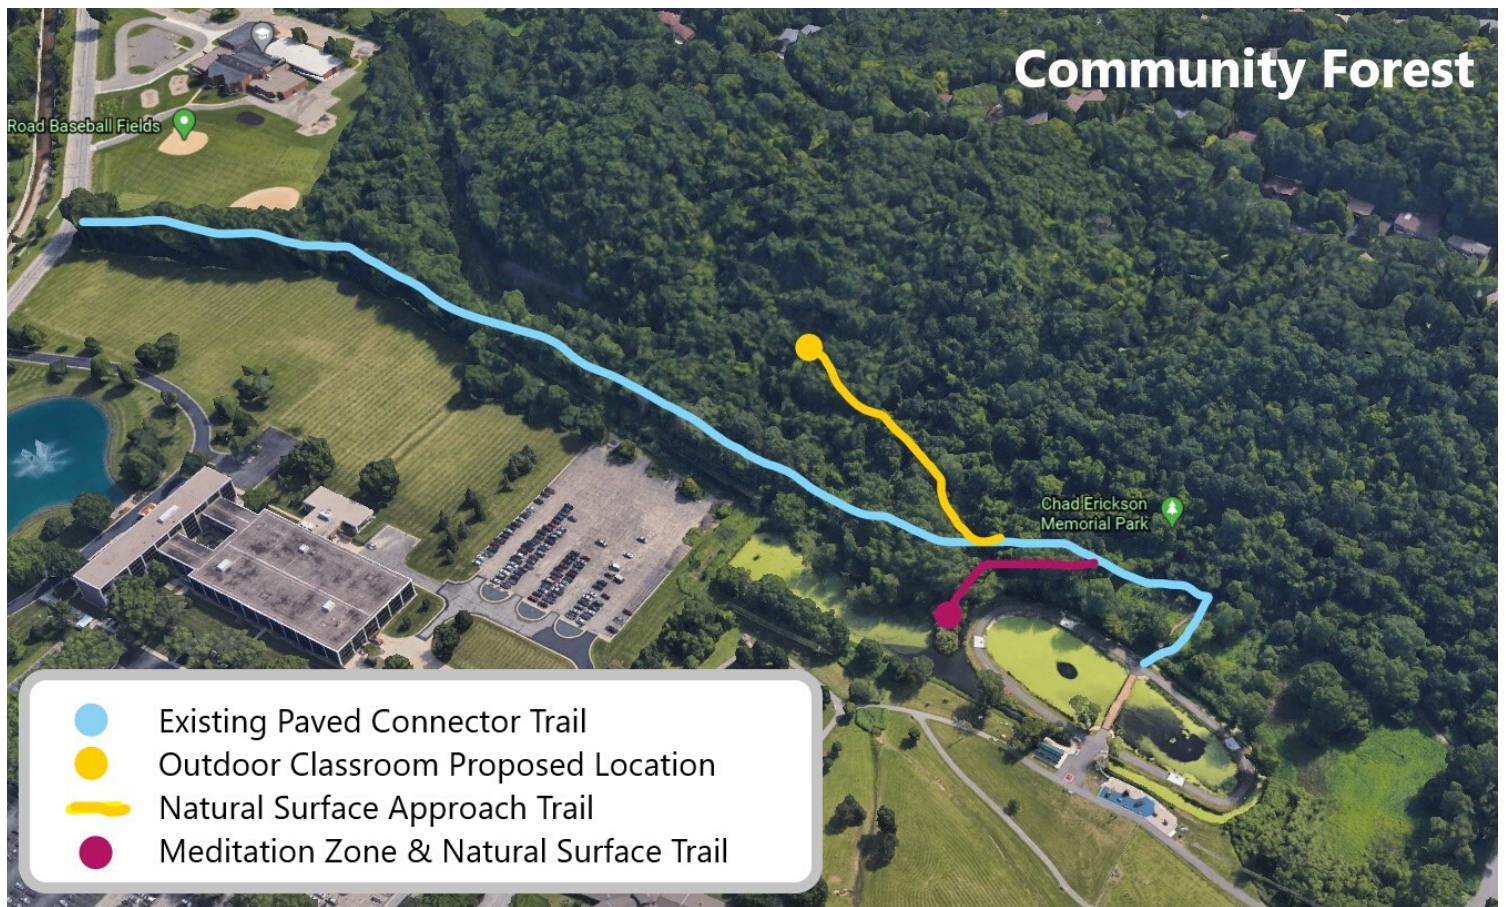 Community Forest
Road Baseball Fields
Chad Erickson
Memorial Park
Existing Paved Connector Trail
Outdoor Classroom Proposed Location
Natural Surface Approach Trail
Meditation Zone & Natural Surface Trail